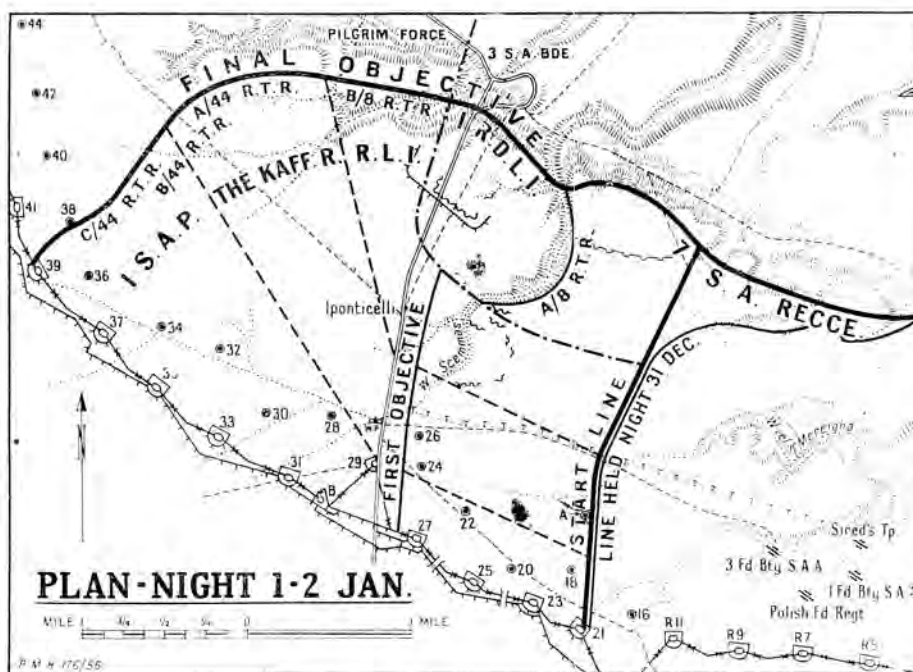 44
PILGRIM FORCE
3 S.A. BDE
FINAL OBJECTIVE
42
A/44 R.T.R.
B/8 R.T.R.
40
B/44 R.T.R.
C/44 R.T.R.
R.D.L.I
I S.A.P.
THE KAFF. R.
R.L.I.
41
38
39
36
A/8 R.T.R.
7 S.A. RECCE
Iponticelli
37
34
32
FIRST OBJECTIVE
START LINE
LINE HELD NIGHT 31 DEC
33
30
28
26
29
24
31
22
A
27
25
20
18
23
21
16
Sired's Tp
3 Fd Bty S A A
1 Fd Bty S A
Polish Fd Regt
R11
R9
R7
R5
PLAN-NIGHT 1-2 JAN.
MILE
0
MILE